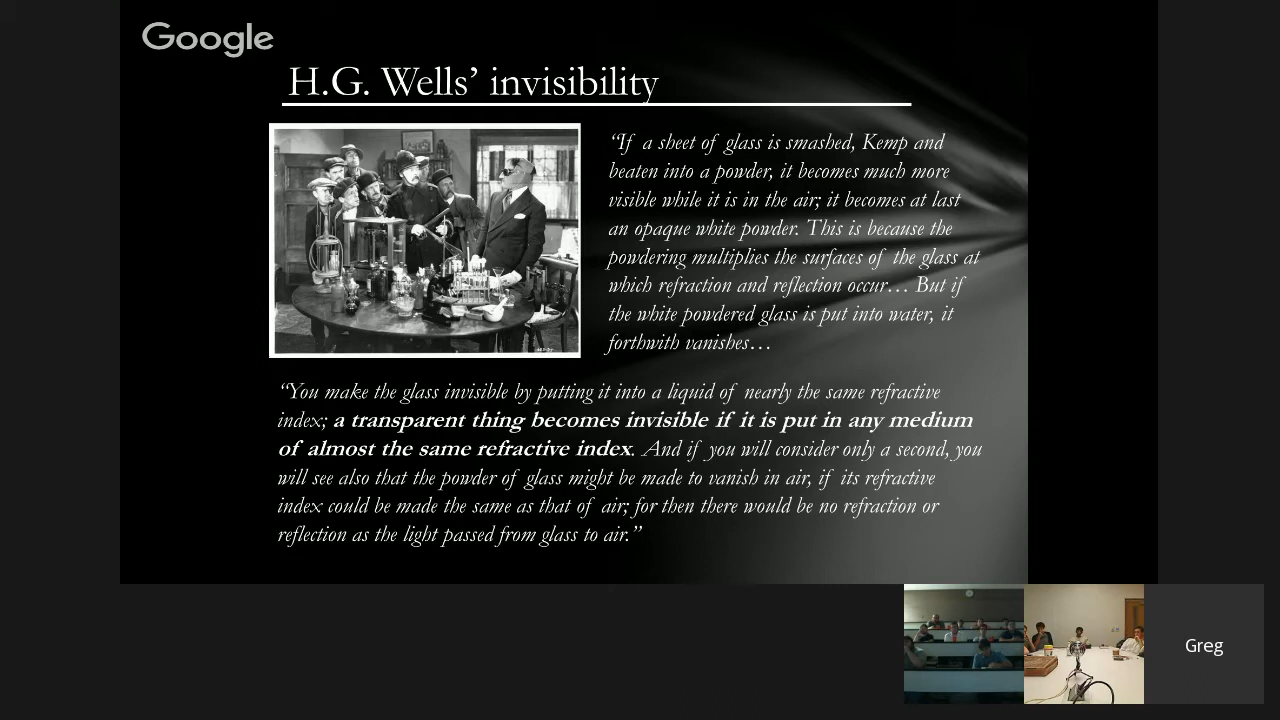 Google
H.G. Wells’ invisibility
“If a sheet of glass is smashed, Kemp and
beaten into a powder, it becomes much more
visible while it is in the air; it becomes at last
an opaque white powder. This is because the
powdering multiplies the surfaces of the glass at
which refraction and reflection occur… But if
the white powdered glass is put into water, it
forthwith vanishes…
“You make the glass invisible by putting it into a liquid of nearly the same refractive
index; a transparent thing becomes invisible if it is put in any medium
of almost the same refractive index. And if you will consider only a second, you
will see also that the powder of glass might be made to vanish in air, if its refractive
index could be made the same as that of air; for then there would be no refraction or
reflection as the light passed from glass to air.”
Greg